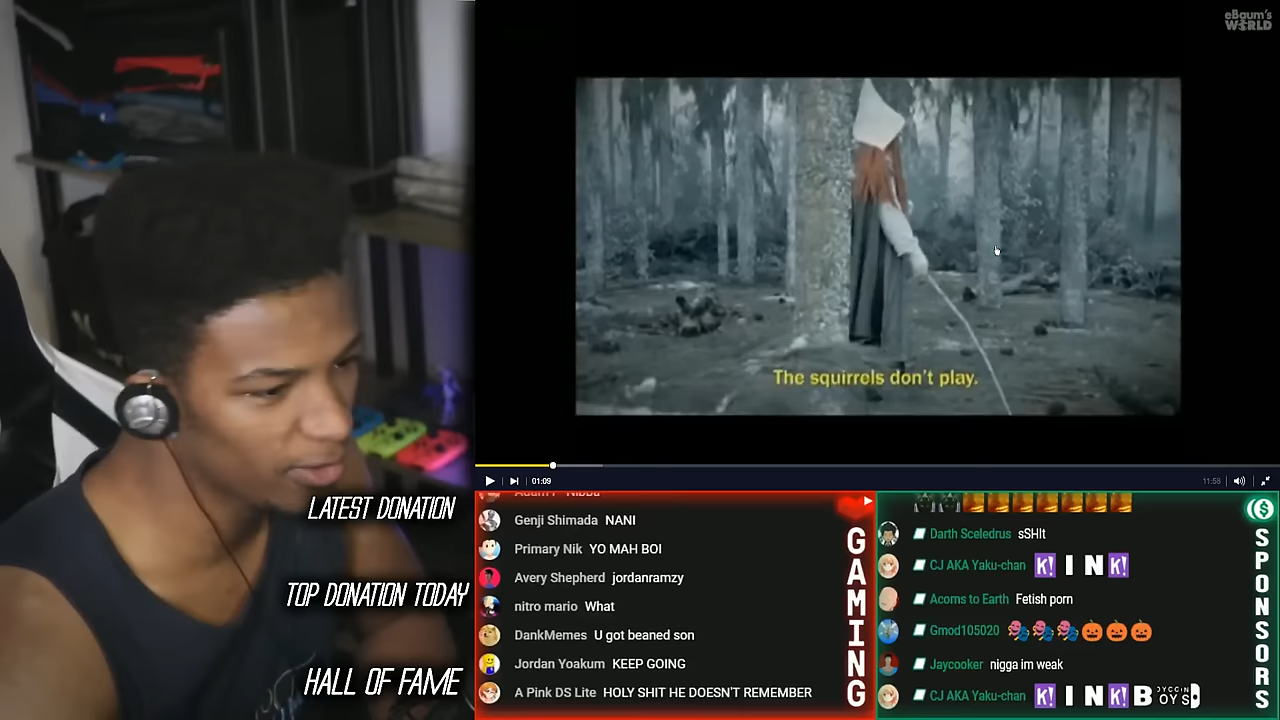 eBaum's
WORLD
The squirrels don't play.
01:09
11:58
LATEST DONATION
TOP DONATION TODAY
HALL OF FAME
Genji Shimada NANI
Primary Nik YO MAH BOI
Avery Shepherd jordanramzy
nitro mario What
DankMemes U got beaned son
Jordan Yoakum KEEP GOING
A Pink DS Lite HOLY SHIT HE DOESN'T REMEMBER
GAMING
Darth Sceledrus sSHIt
CJ AKA Yaku-chan K! I N K!
Acorns to Earth Fetish porn
Gmod105020
Jaycooker nigga im weak
CJ AKA Yaku-chan K! I N K! B OYS
SPONSORS